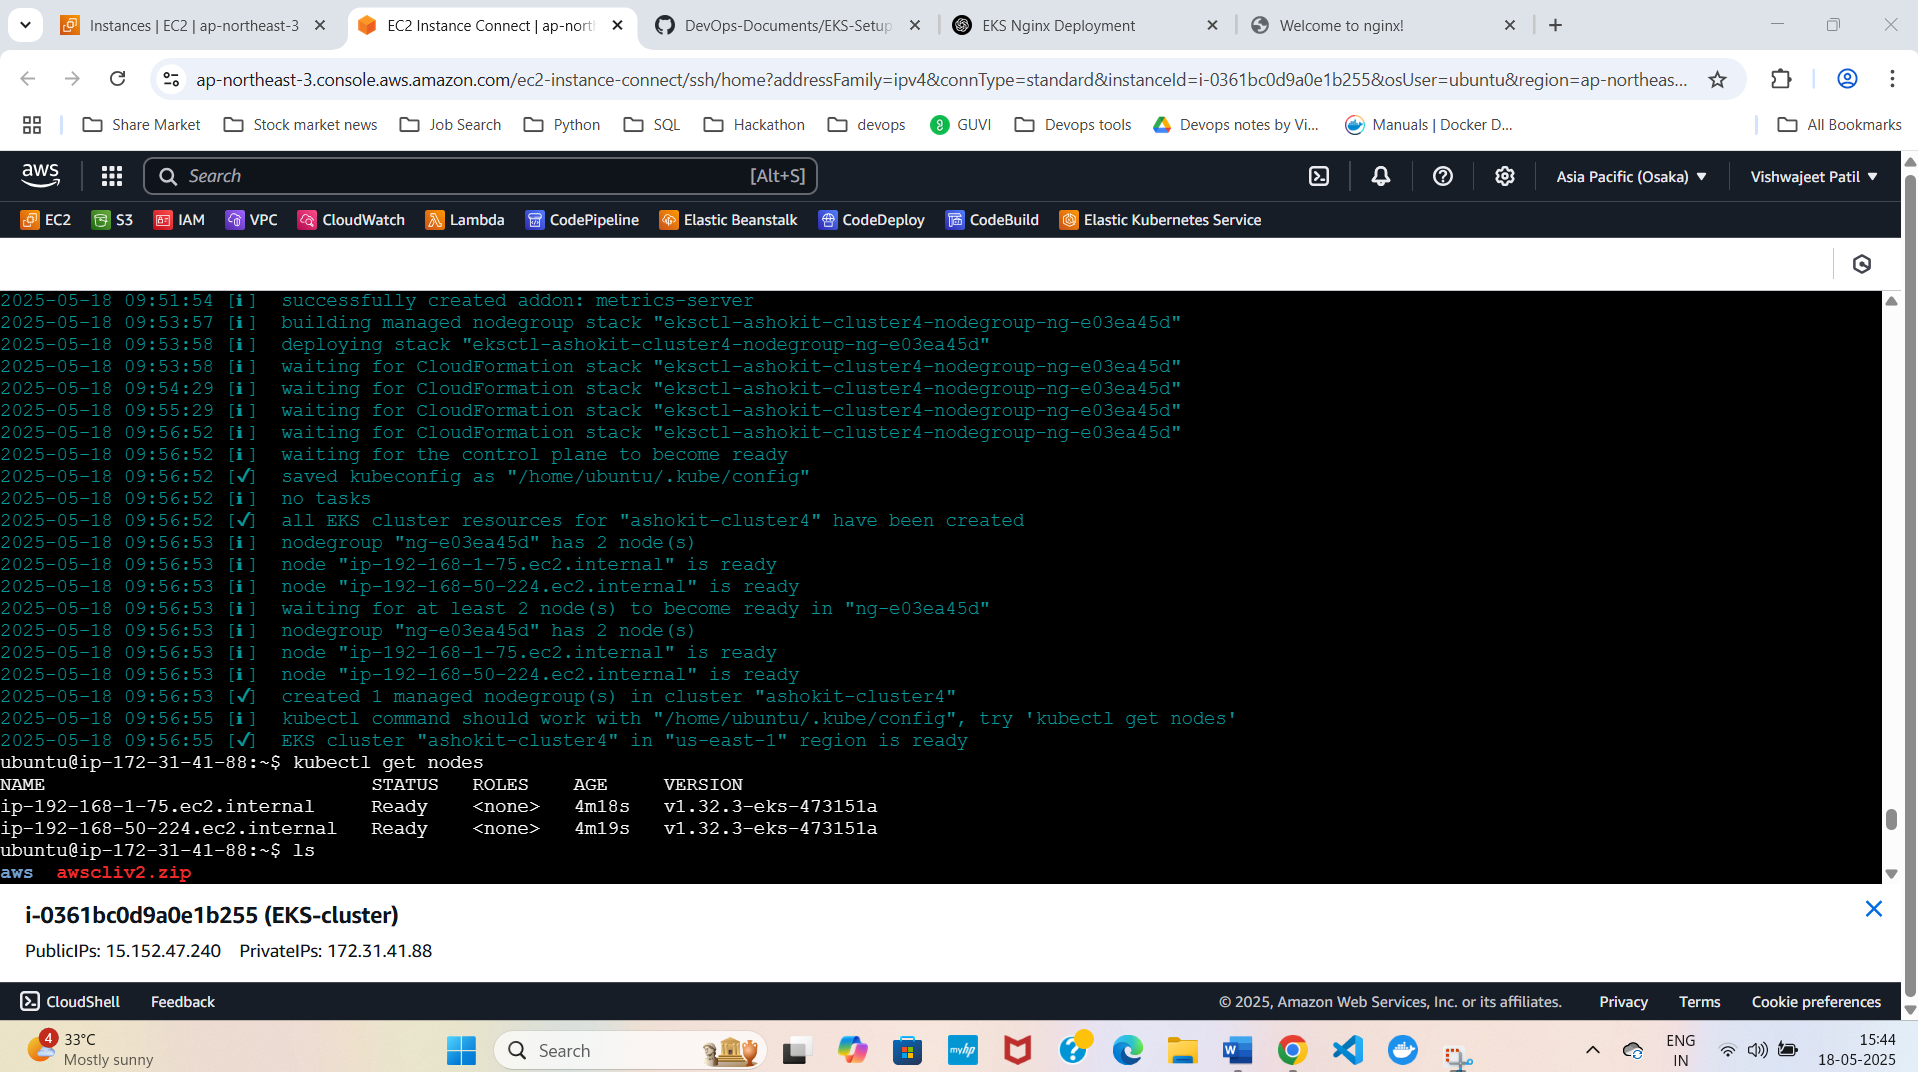 Instances | EC2 | ap-northeast-3
EC2 Instance Connect | ap-nort
DevOps-Documents/EKS-Setup
EKS Nginx Deployment
Welcome to nginx!
ap-northeast-3.console.aws.amazon.com/ec2-instance-connect/ssh/home?addressFamily=ipv4&connType=standard&instanceId=i-0361bc0d9a0e1b255&osUser=ubuntu&region=ap-northeas...
Share Market
Stock market news
Job Search
Python
SQL
Hackathon
devops
GUVI
Devops tools
Devops notes by Vi...
Manuals | Docker D...
All Bookmarks
aws
Search
[Alt+S]
Asia Pacific (Osaka)
Vishwajeet Patil
EC2
S3
IAM
VPC
CloudWatch
Lambda
CodePipeline
Elastic Beanstalk
CodeDeploy
CodeBuild
Elastic Kubernetes Service
2025-05-18 09:51:54 [ℹ]  successfully created addon: metrics-server
2025-05-18 09:53:57 [ℹ]  building managed nodegroup stack "eksctl-ashokit-cluster4-nodegroup-ng-e03ea45d"
2025-05-18 09:53:58 [ℹ]  deploying stack "eksctl-ashokit-cluster4-nodegroup-ng-e03ea45d"
2025-05-18 09:53:58 [ℹ]  waiting for CloudFormation stack "eksctl-ashokit-cluster4-nodegroup-ng-e03ea45d"
2025-05-18 09:54:29 [ℹ]  waiting for CloudFormation stack "eksctl-ashokit-cluster4-nodegroup-ng-e03ea45d"
2025-05-18 09:55:29 [ℹ]  waiting for CloudFormation stack "eksctl-ashokit-cluster4-nodegroup-ng-e03ea45d"
2025-05-18 09:56:52 [ℹ]  waiting for CloudFormation stack "eksctl-ashokit-cluster4-nodegroup-ng-e03ea45d"
2025-05-18 09:56:52 [ℹ]  waiting for the control plane to become ready
2025-05-18 09:56:52 [✔]  saved kubeconfig as "/home/ubuntu/.kube/config"
2025-05-18 09:56:52 [ℹ]  no tasks
2025-05-18 09:56:52 [✔]  all EKS cluster resources for "ashokit-cluster4" have been created
2025-05-18 09:56:53 [ℹ]  nodegroup "ng-e03ea45d" has 2 node(s)
2025-05-18 09:56:53 [ℹ]  node "ip-192-168-1-75.ec2.internal" is ready
2025-05-18 09:56:53 [ℹ]  node "ip-192-168-50-224.ec2.internal" is ready
2025-05-18 09:56:53 [ℹ]  waiting for at least 2 node(s) to become ready in "ng-e03ea45d"
2025-05-18 09:56:53 [ℹ]  nodegroup "ng-e03ea45d" has 2 node(s)
2025-05-18 09:56:53 [ℹ]  node "ip-192-168-1-75.ec2.internal" is ready
2025-05-18 09:56:53 [ℹ]  node "ip-192-168-50-224.ec2.internal" is ready
2025-05-18 09:56:53 [✔]  created 1 managed nodegroup(s) in cluster "ashokit-cluster4"
2025-05-18 09:56:55 [ℹ]  kubectl command should work with "/home/ubuntu/.kube/config", try 'kubectl get nodes'
2025-05-18 09:56:55 [✔]  EKS cluster "ashokit-cluster4" in "us-east-1" region is ready
ubuntu@ip-172-31-41-88:~$ kubectl get nodes
NAME                             STATUS   ROLES    AGE     VERSION
ip-192-168-1-75.ec2.internal     Ready    <none>   4m18s   v1.32.3-eks-473151a
ip-192-168-50-224.ec2.internal   Ready    <none>   4m19s   v1.32.3-eks-473151a
ubuntu@ip-172-31-41-88:~$ ls
aws  awscliv2.zip
i-0361bc0d9a0e1b255 (EKS-cluster)
PublicIPs: 15.152.47.240 PrivateIPs: 172.31.41.88
CloudShell
Feedback
© 2025, Amazon Web Services, Inc. or its affiliates.
Privacy
Terms
Cookie preferences
4
33°C
Mostly sunny
Search
myhp
W
ENG
IN
15:44
18-05-2025